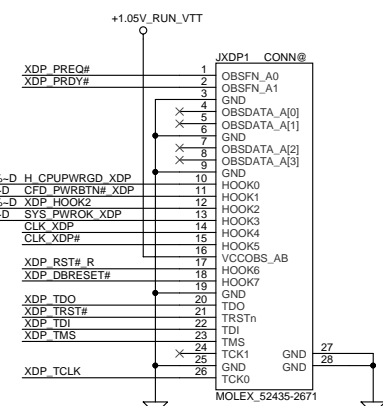 +1.05V_RUN_VTT
JXDP1 CONN@
XDP_PREQ# 1 OBSFN_A0
XDP_PRDY# 2 OBSFN_A1
3 GND
4 OBSDATA_A[0]
5 OBSDATA_A[1]
6 GND
7 OBSDATA_A[2]
8 OBSDATA_A[3]
9 GND
%~D H_CPUPWRGD_XDP 10 HOOK0
~D CFD_PWRBTN#_XDP 11 HOOK1
%~D XDP_HOOK2 12 HOOK2
~D SYS_PWROK_XDP 13 HOOK3
CLK_XDP 14 HOOK4
CLK_XDP# 15 HOOK5
16 VCCOBS_AB
XDP_RST#_R 17 HOOK6
XDP_DBRESET# 18 HOOK7
19 GND
XDP_TDO 20 TDO
XDP_TRST# 21 TRSTn
XDP_TDI 22 TDI
XDP_TMS 23 TMS
24 TCK1 GND 27
25 GND GND 28
XDP_TCLK 26 TCK0
MOLEX_52435-2671